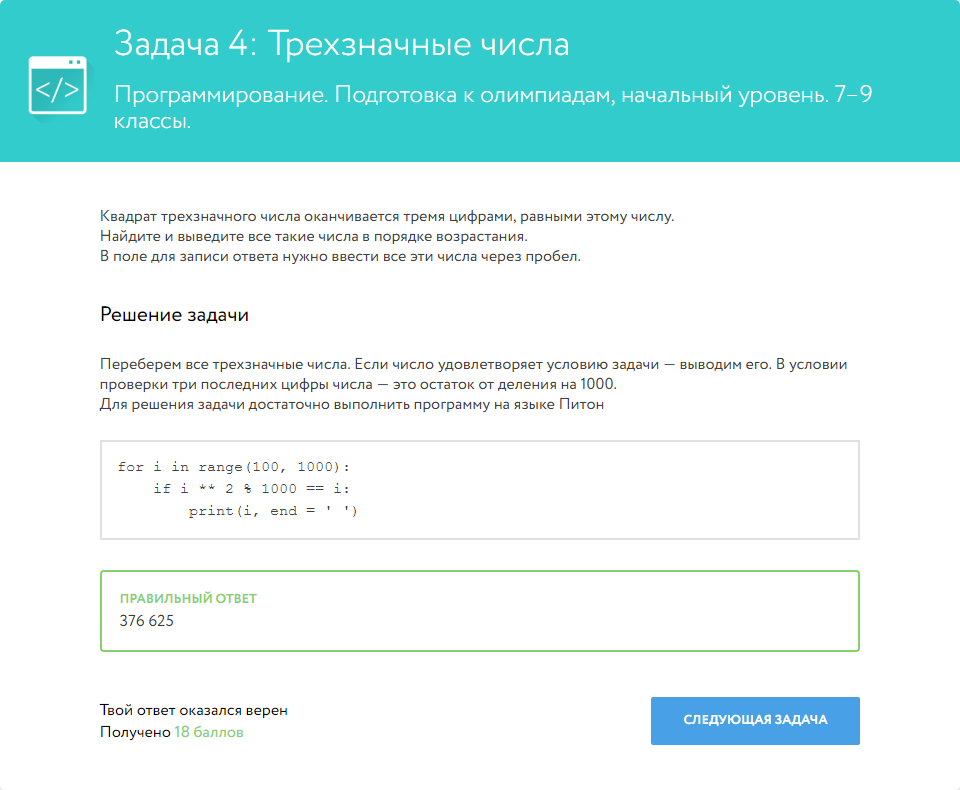 Задача 4: Трехзначные числа
</>
Программирование. Подготовка к олимпиадам, начальный уровень. 7–9
классы.
Квадрат трехзначного числа оканчивается тремя цифрами, равными этому числу.
Найдите и выведите все такие числа в порядке возрастания.
В поле для записи ответа нужно ввести все эти числа через пробел.
Решение задачи
Переберем все трехзначные числа. Если число удовлетворяет условию задачи — выводим его. В условии
проверки три последних цифры числа — это остаток от деления на 1000.
Для решения задачи достаточно выполнить программу на языке Питон
for i in range(100, 1000):
    if i ** 2 % 1000 == i:
        print(i, end = ' ')
ПРАВИЛЬНЫЙ ОТВЕТ
376 625
Твой ответ оказался верен
Получено 18 баллов
СЛЕДУЮЩАЯ ЗАДАЧА